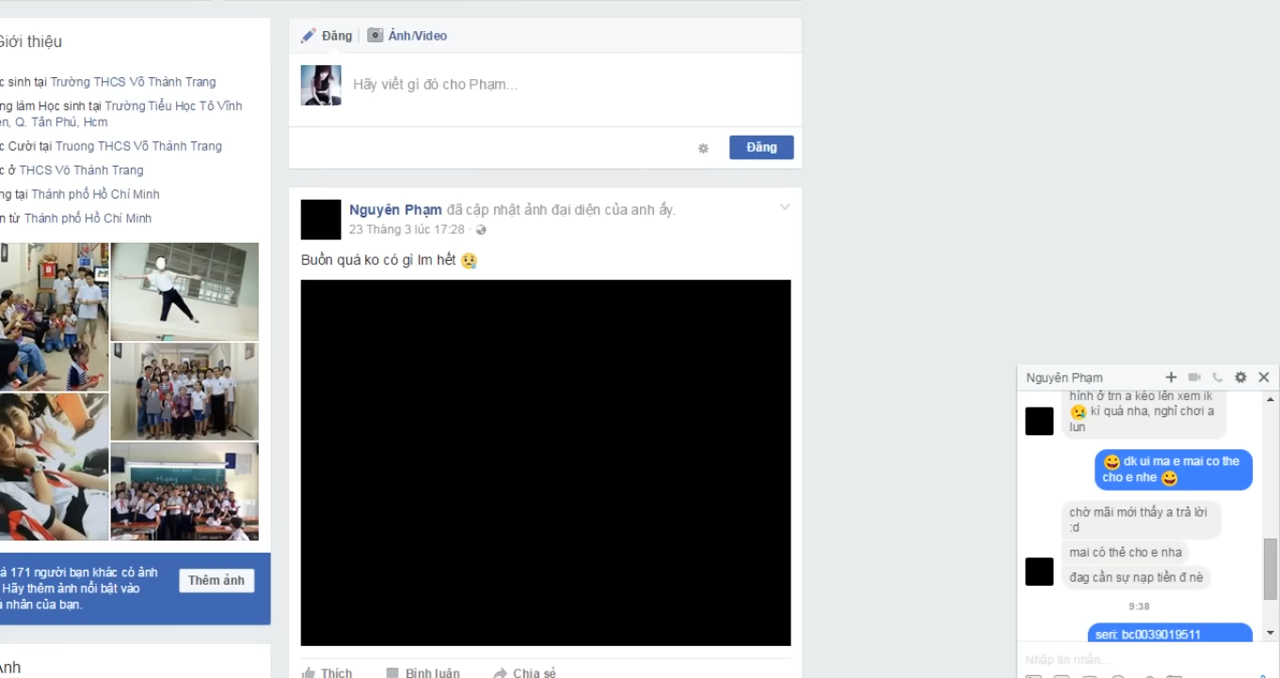 Giới thiệu
c sinh tại Trường THCS Võ Thành Trang
ng làm Học sinh tại Trường Tiểu Học Tô Vĩnh
ện, Q. Tân Phú, Hcm
c Cười tại Truong THCS Võ Thành Trang
c ở THCS Võ Thành Trang
ng tại Thành phố Hồ Chí Minh
n từ Thành phố Hồ Chí Minh
171 người bạn khác có ảnh
Hãy thêm ảnh nổi bật vào
nhân của bạn.
Thêm ảnh
Ảnh
Đăng
Ảnh/Video
Hãy viết gì đó cho Phạm...
Đăng
Nguyên Phạm đã cập nhật ảnh đại diện của anh ấy.
23 Tháng 3 lúc 17:28 ·
Buồn quá ko có gì lm hết 😢
Thích
Bình luận
Chia sẻ
Nguyên Phạm
hình ở trn a kéo lên xem ik
😢 kì quá nha, nghỉ chơi a
lun
😀 dk ui ma e mai co the
cho e nhe 😀
chờ mãi mới thấy a trả lời
:d
mai có thẻ cho e nha
đag cần sự nạp tiền đ nè
9:38
seri: bc0039019511
Nhập tin nhắn...